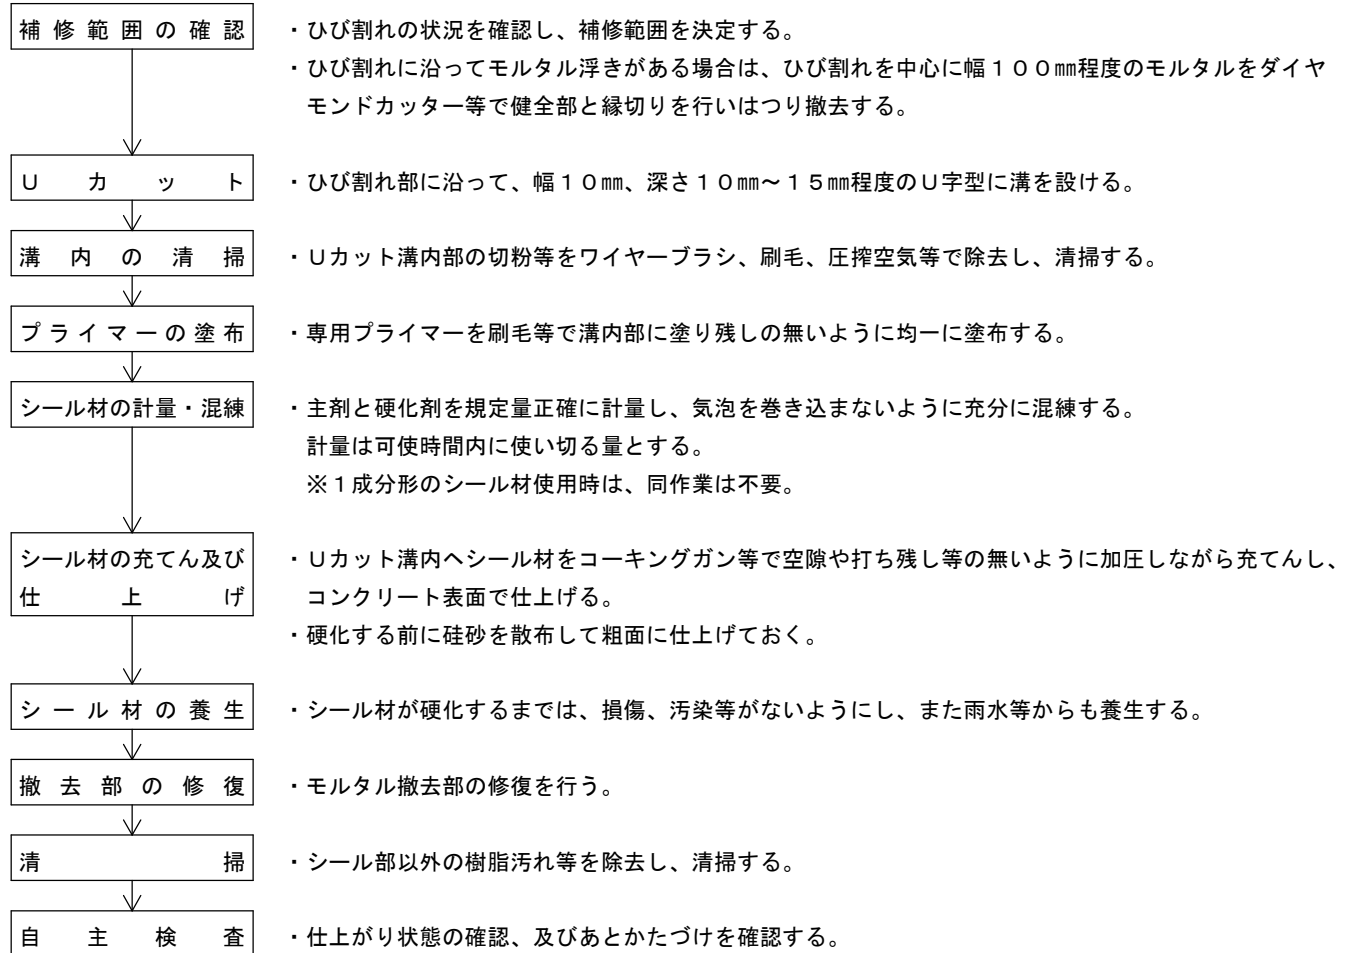 補修範囲の確認
・ひび割れの状況を確認し、補修範囲を決定する。
・ひび割れに沿ってモルタル浮きがある場合は、ひび割れを中心に幅１００㎜程度のモルタルをダイヤ
モンドカッター等で健全部と縁切りを行いはつり撤去する。
Ｕカット
・ひび割れ部に沿って、幅１０㎜、深さ１０㎜～１５㎜程度のＵ字型に溝を設ける。
溝内の清掃
・Ｕカット溝内部の切粉等をワイヤーブラシ、刷毛、圧搾空気等で除去し、清掃する。
プライマーの塗布
・専用プライマーを刷毛等で溝内部に塗り残しの無いように均一に塗布する。
シール材の計量・混練
・主剤と硬化剤を規定量正確に計量し、気泡を巻き込まないように充分に混練する。
計量は可使時間内に使い切る量とする。
※１成分形のシール材使用時は、同作業は不要。
シール材の充てん及び
仕上げ
・Ｕカット溝内へシール材をコーキングガン等で空隙や打ち残し等の無いように加圧しながら充てんし、
コンクリート表面で仕上げる。
・硬化する前に硅砂を散布して粗面に仕上げておく。
シール材の養生
・シール材が硬化するまでは、損傷、汚染等がないようにし、また雨水等からも養生する。
撤去部の修復
・モルタル撤去部の修復を行う。
清掃
・シール部以外の樹脂汚れ等を除去し、清掃する。
自主検査
・仕上がり状態の確認、及びあとかたづけを確認する。